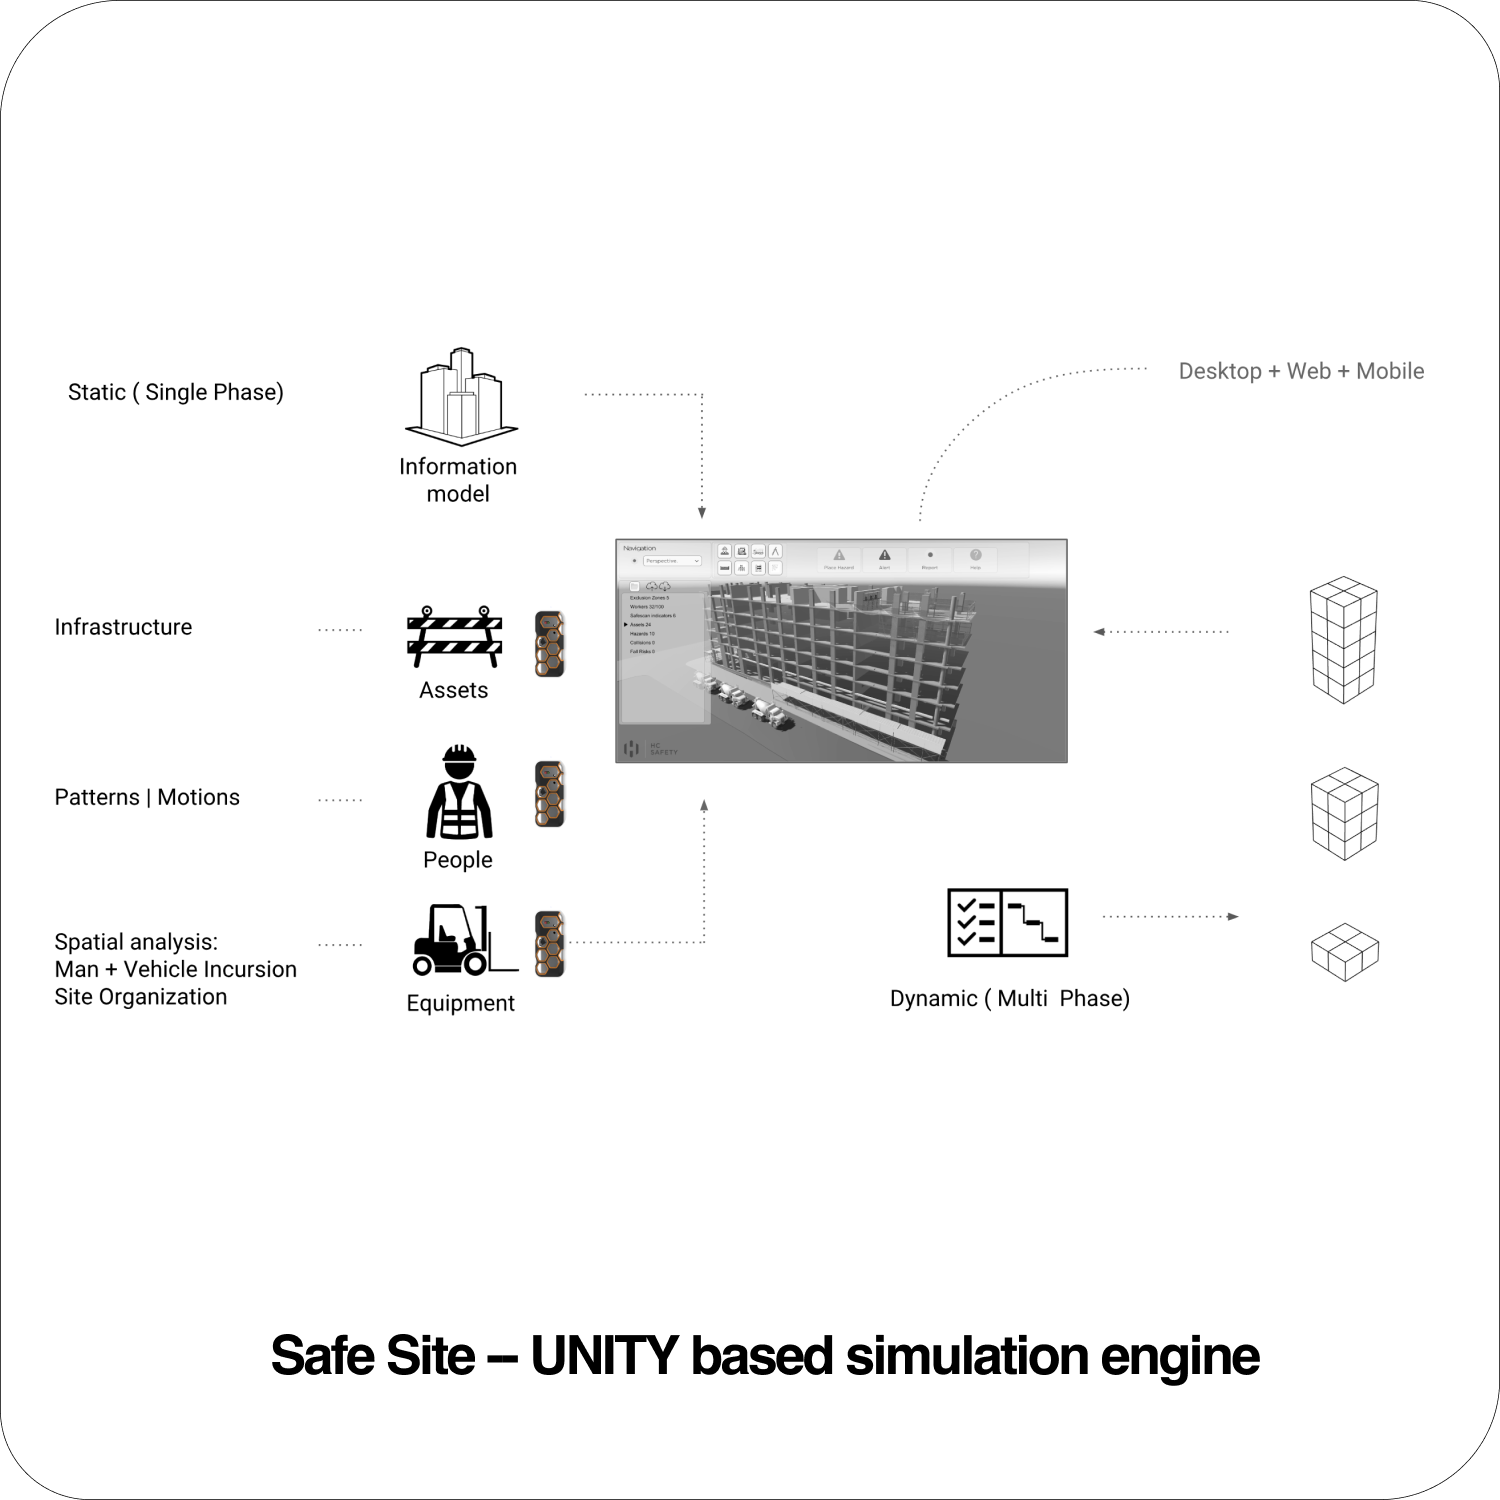 Static ( Single Phase)
Information
model
Desktop + Web + Mobile
Navigation
Perspective
Place Hazard
Alert
Report
Help
Exclusion Zones 5
Workers 32/100
Safescan indicators 6
Assets 24
Hazards 10
Collisions 0
Fall Risks 0
HC
SAFETY
Infrastructure
Assets
Patterns | Motions
People
Spatial analysis:
Man + Vehicle Incursion
Site Organization
Equipment
Dynamic ( Multi Phase)
Safe Site -- UNITY based simulation engine